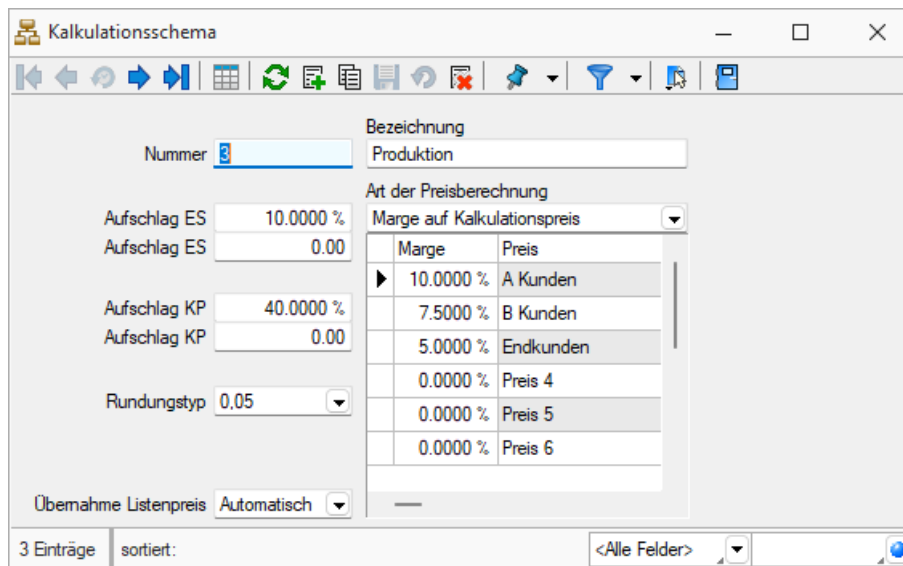 Kalkulationsschema
Bezeichnung
Nummer 3 Produktion
Art der Preisberechnung
Aufschlag ES 10.0000 % Marge auf Kalkulationspreis
Aufschlag ES 0.00
Marge Preis
10.0000 % A Kunden
Aufschlag KP 40.0000 %
7.5000 % B Kunden
Aufschlag KP 0.00
5.0000 % Endkunden
0.0000 % Preis 4
Rundungstyp 0,05
0.0000 % Preis 5
0.0000 % Preis 6
Übernahme Listenpreis Automatisch
3 Einträge sortiert: <Alle Felder>